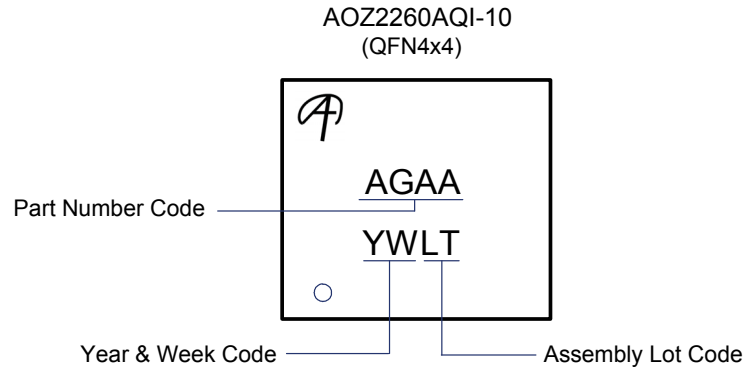 AOZ2260AQI-10
(QFN4x4)
AGAA
Part Number Code
YWLT
Year & Week Code
Assembly Lot Code